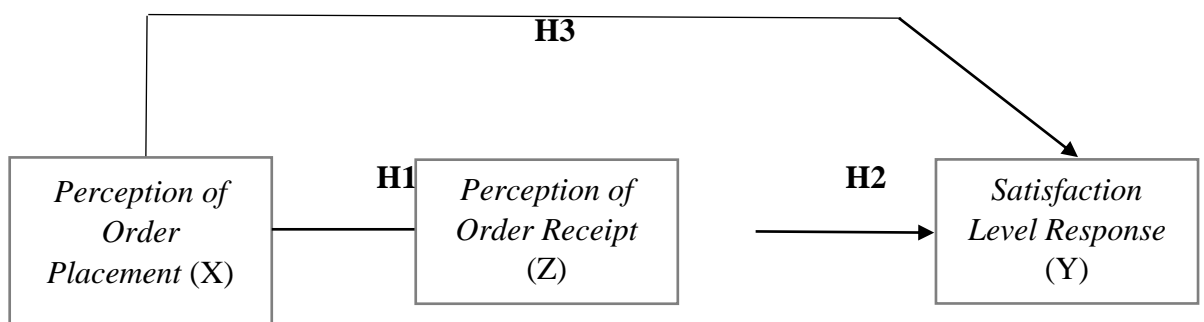 H3
H1
H2
Perception of
Order
Placement (X)
Perception of
Order Receipt
(Z)
Satisfaction
Level Response
(Y)